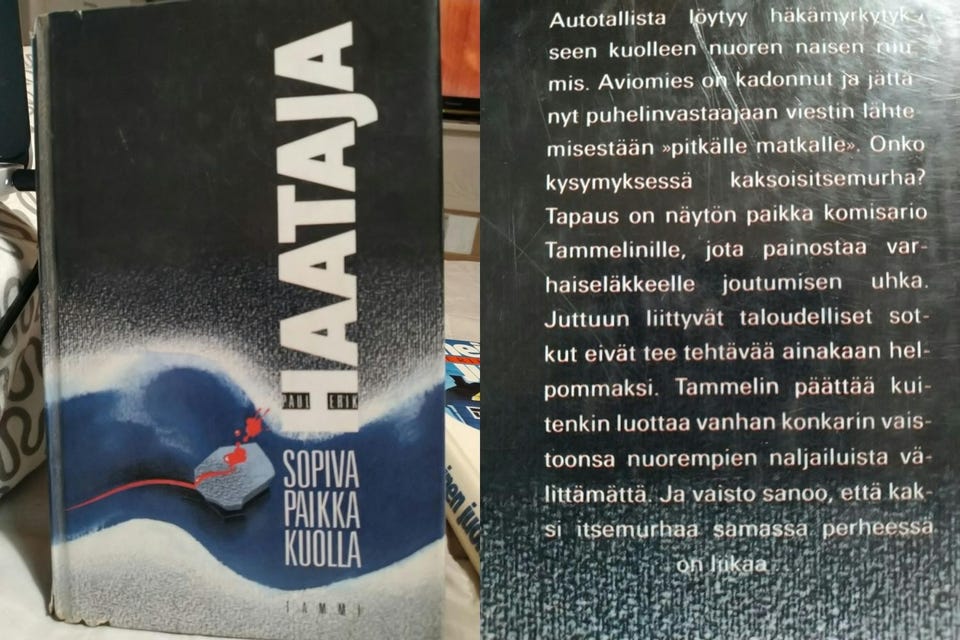 HAATAJA
PAUL ERIK
SOPIVA
PAIKKA
KUOLLA
TAMMI
Autotallista löytyy häkämyrkytyk-
seen kuolleen nuoren naisen ruu
mis. Aviomies on kadonnut ja jättä
nyt puhelinvastaajaan viestin lähte
misestään »pitkälle matkalle». Onko
kysymyksessä kaksoisitsemurha?
Tapaus on näytön paikka komisario
Tammelinille, jota painostaa var-
haiseläkkeelle joutumisen uhka.
Juttuun liittyvät taloudelliset sot-
kut eivät tee tehtävää ainakaan hel-
pommaksi. Tammelin päättää kui-
tenkin luottaa vanhan konkarin vais-
toonsa nuorempien naljailuista vä-
littämättä. Ja vaisto sanoo, että kak-
si itsemurhaa samassa perheessä
on liikaa...